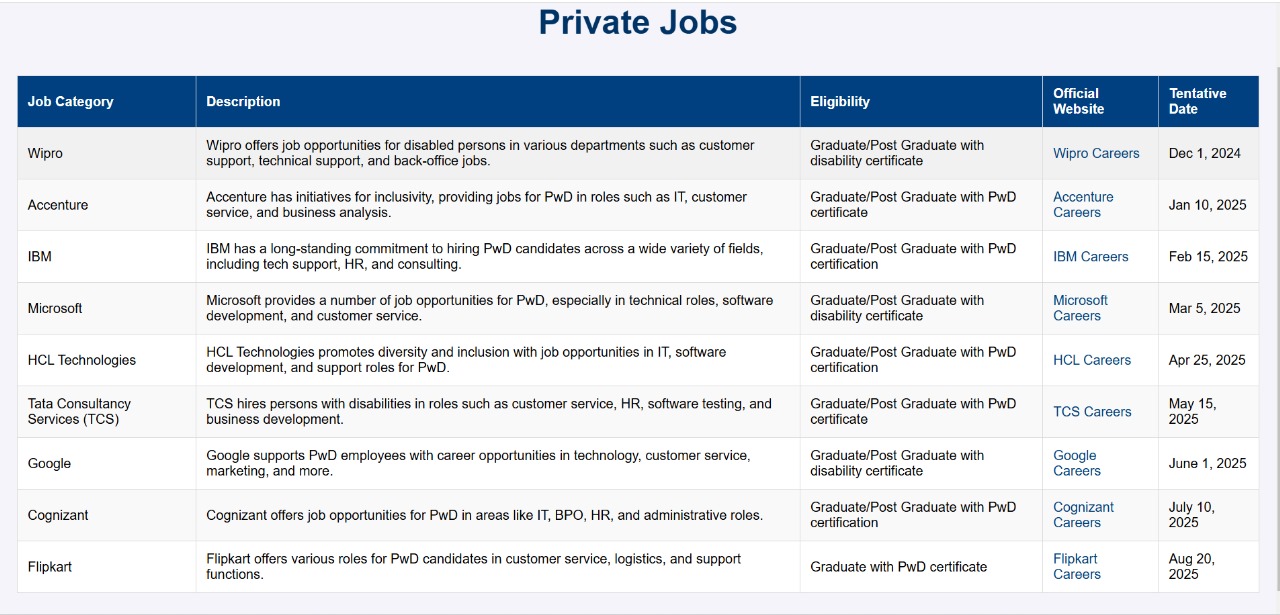 Private Jobs
Job Category
Description
Eligibility
Official
Website
Tentative
Date
Wipro
Wipro offers job opportunities for disabled persons in various departments such as customer
support, technical support, and back-office jobs.
Graduate/Post Graduate with
disability certificate
Wipro Careers
Dec 1, 2024
Accenture
Accenture has initiatives for inclusivity, providing jobs for PwD in roles such as IT, customer
service, and business analysis.
Graduate/Post Graduate with PwD
certificate
Accenture
Careers
Jan 10, 2025
IBM
IBM has a long-standing commitment to hiring PwD candidates across a wide variety of fields,
including tech support, HR, and consulting.
Graduate/Post Graduate with PwD
certification
IBM Careers
Feb 15, 2025
Microsoft
Microsoft provides a number of job opportunities for PwD, especially in technical roles, software
development, and customer service.
Graduate/Post Graduate with
disability certificate
Microsoft
Careers
Mar 5, 2025
HCL Technologies
HCL Technologies promotes diversity and inclusion with job opportunities in IT, software
development, and support roles for PwD.
Graduate/Post Graduate with PwD
certification
HCL Careers
Apr 25, 2025
Tata Consultancy
Services (TCS)
TCS hires persons with disabilities in roles such as customer service, HR, software testing, and
business development.
Graduate/Post Graduate with PwD
certificate
TCS Careers
May 15,
2025
Google
Google supports PwD employees with career opportunities in technology, customer service,
marketing, and more.
Graduate/Post Graduate with
disability certificate
Google
Careers
June 1, 2025
Cognizant
Cognizant offers job opportunities for PwD in areas like IT, BPO, HR, and administrative roles.
Graduate/Post Graduate with PwD
certification
Cognizant
Careers
July 10,
2025
Flipkart
Flipkart offers various roles for PwD candidates in customer service, logistics, and support
functions.
Graduate with PwD certificate
Flipkart
Careers
Aug 20,
2025